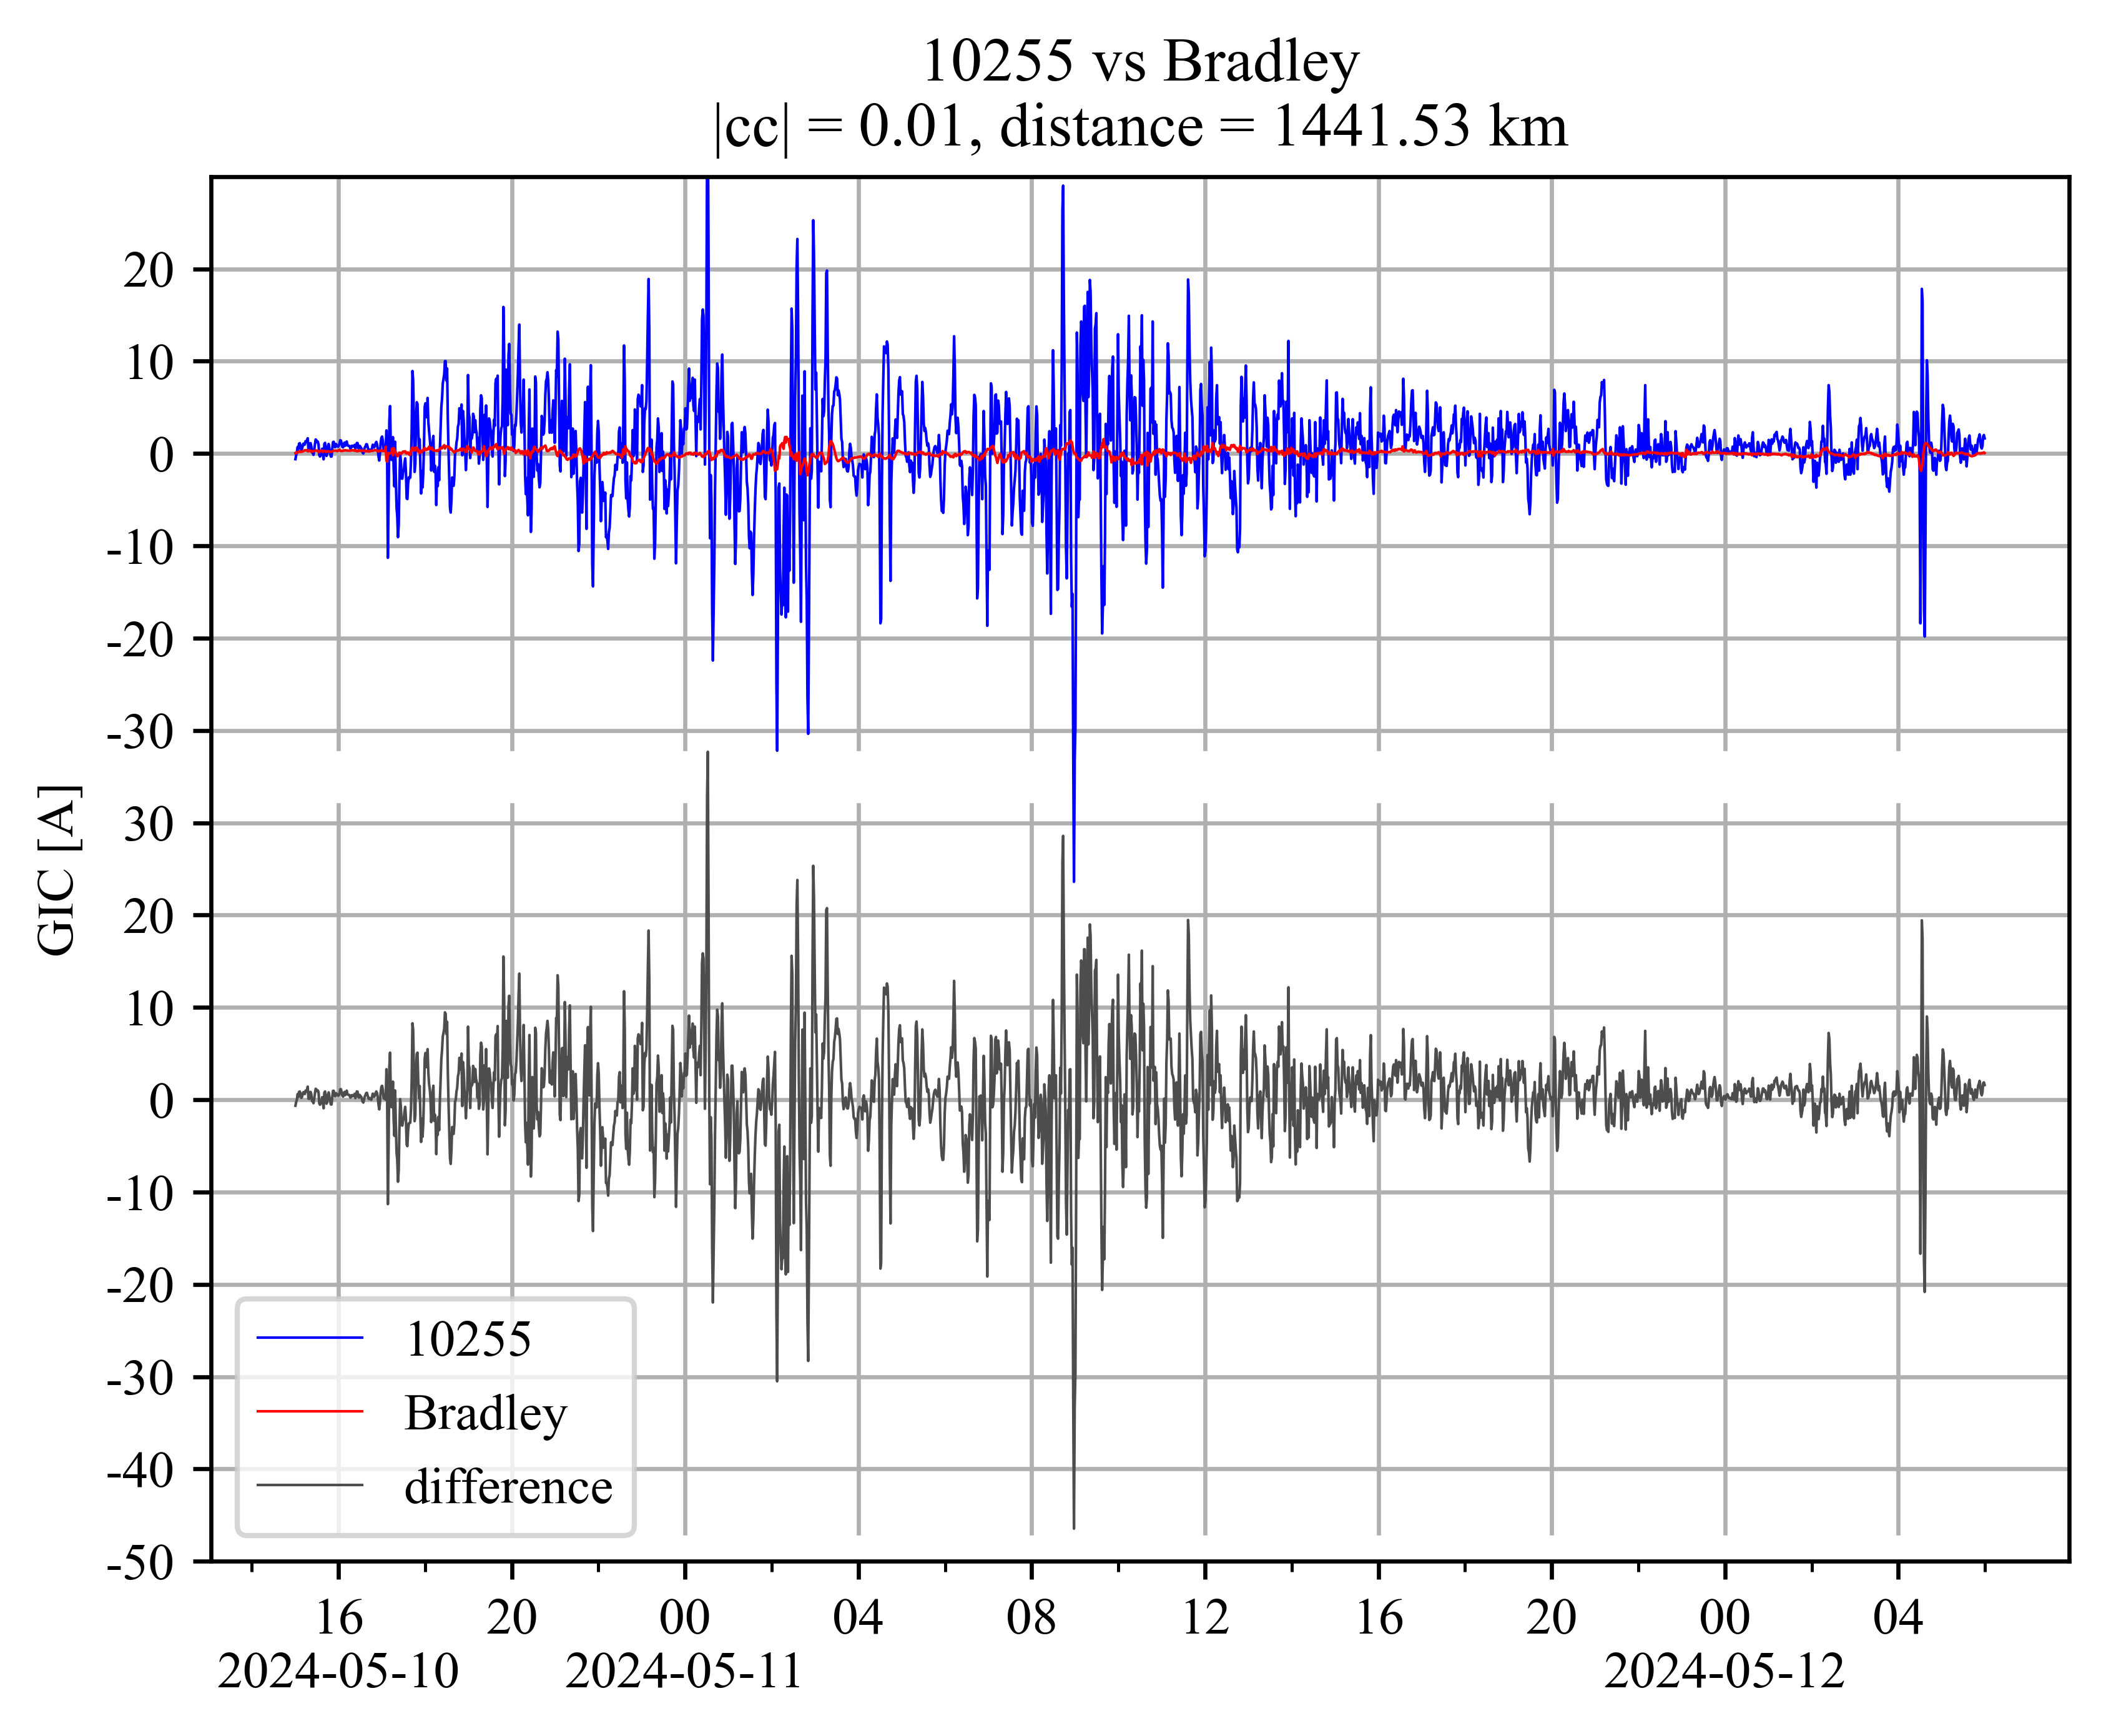 10255 vs Bradley
|cc| = 0.01, distance = 1441.53 km
GIC [A]
20
10
0
-10
-20
-30
30
20
10
0
-10
-20
-30
-40
-50
10255
Bradley
difference
16 20 00 04 08 12 16 20 00 04
2024-05-10 2024-05-11 2024-05-12